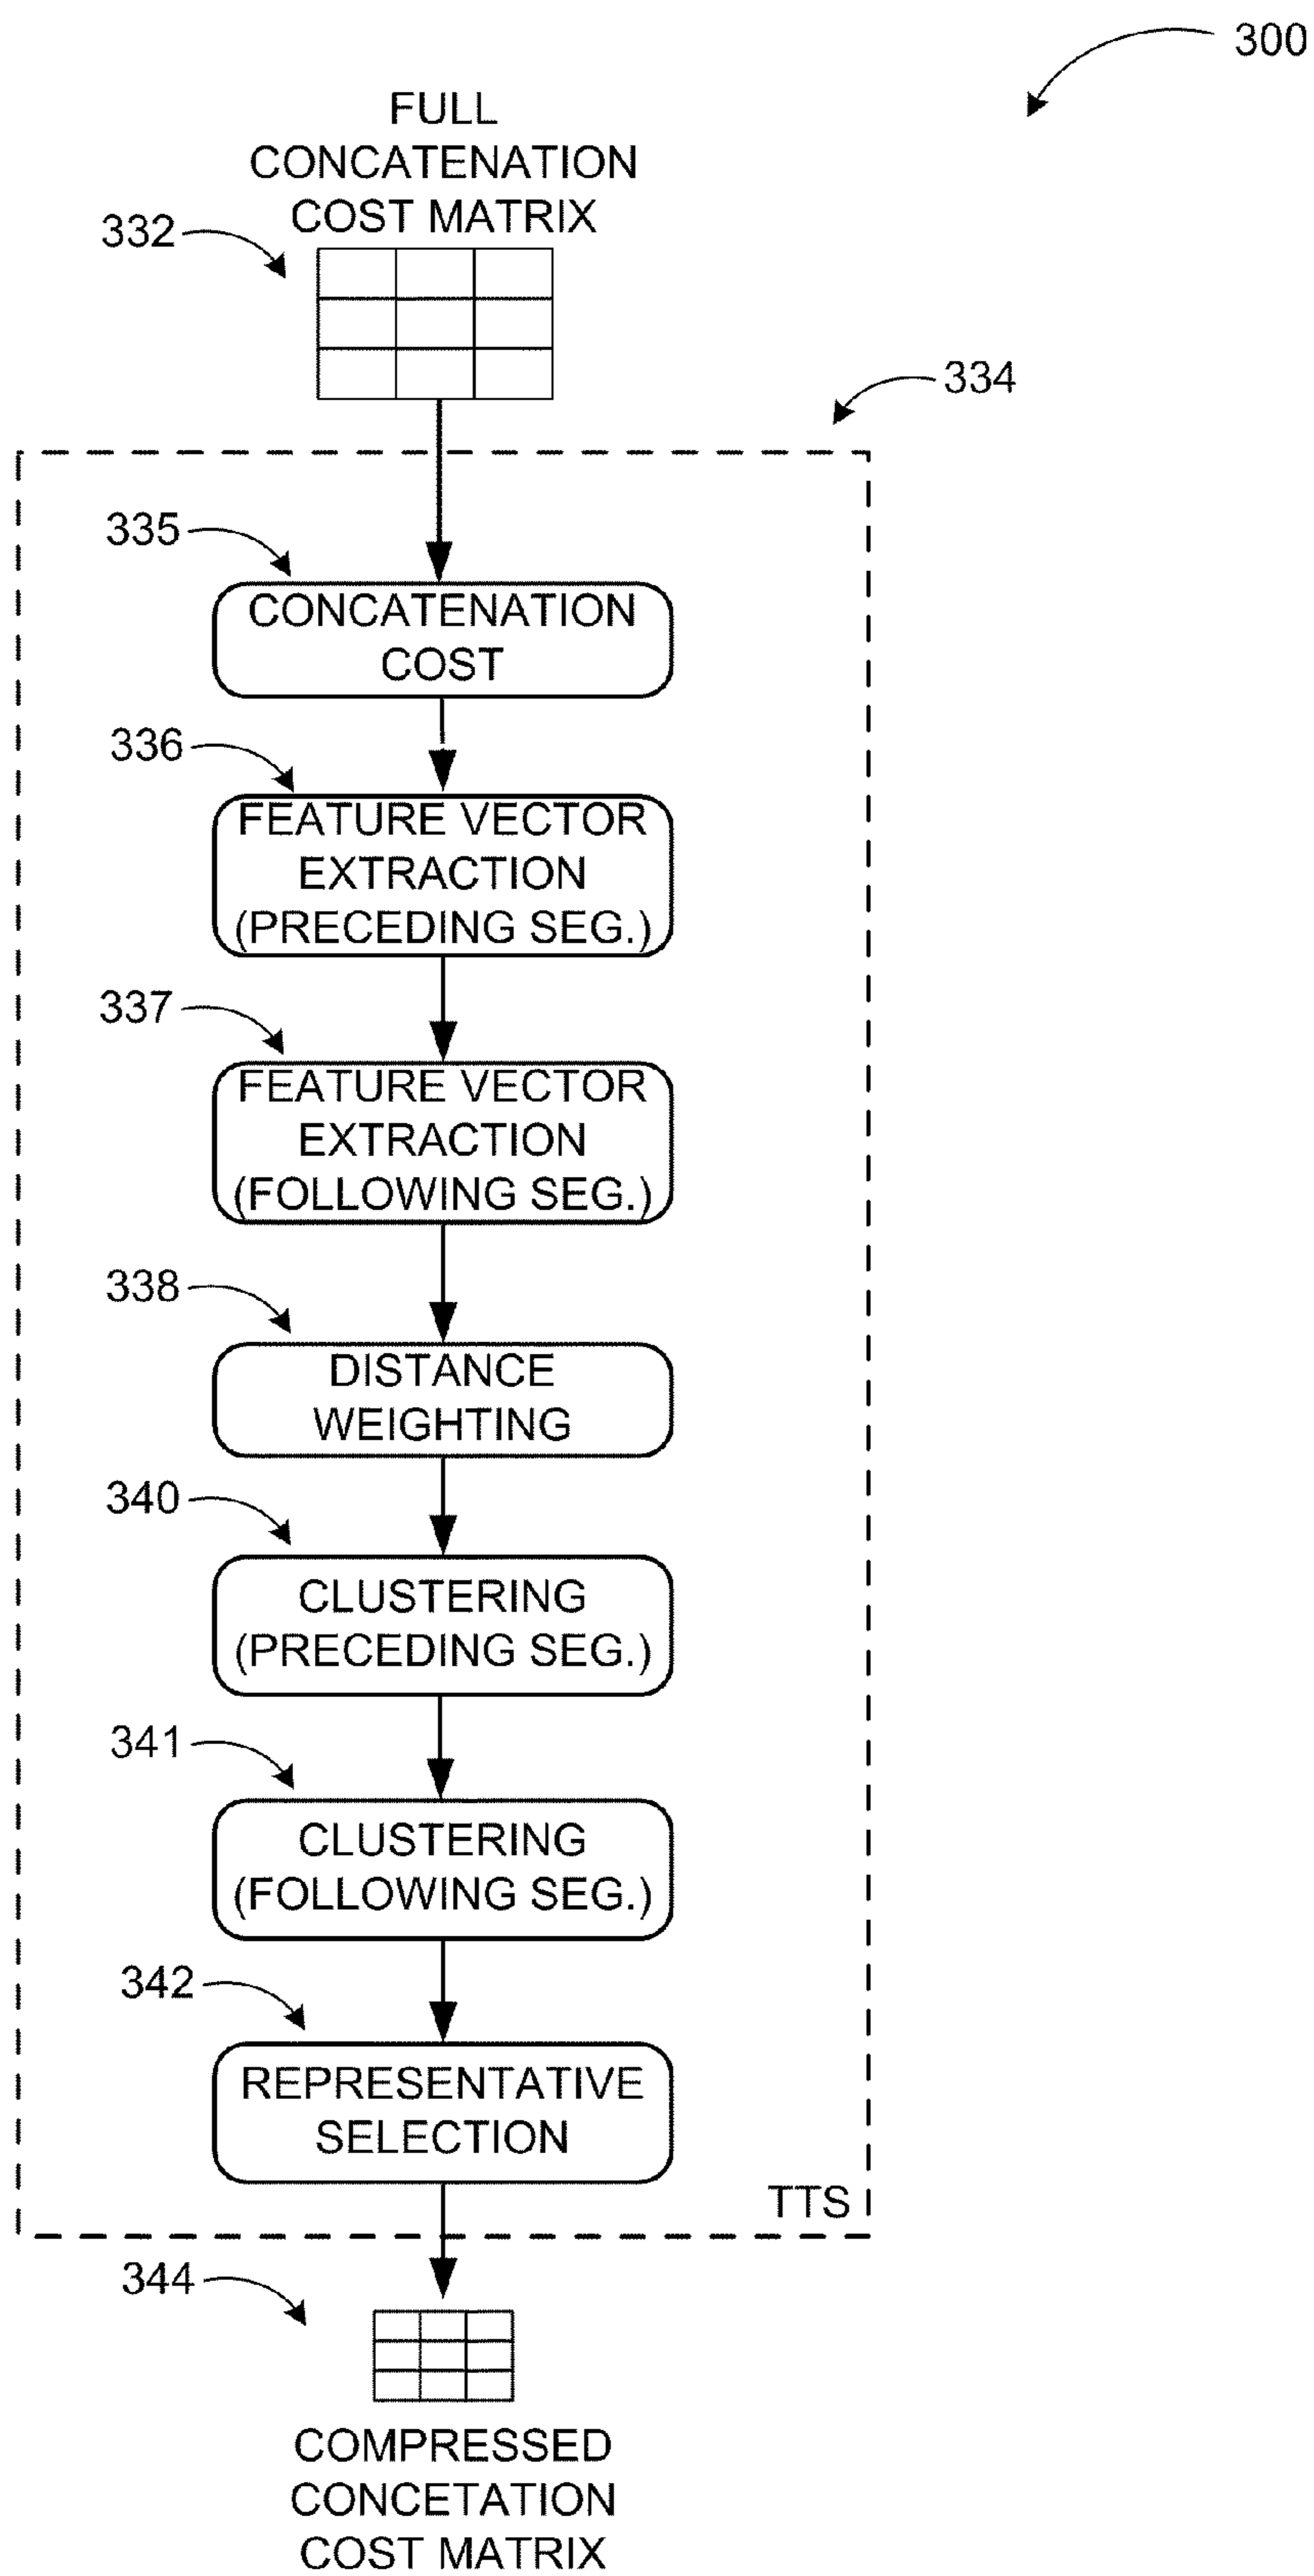 300
FULL
CONCATENATION
COST MATRIX
332
334
335
CONCATENATION
COST
336
FEATURE VECTOR
EXTRACTION
(PRECEDING SEG.)
337
FEATURE VECTOR
EXTRACTION
(FOLLOWING SEG.)
338
DISTANCE
WEIGHTING
340
CLUSTERING
(PRECEDING SEG.)
341
CLUSTERING
(FOLLOWING SEG.)
342
REPRESENTATIVE
SELECTION
TTS
344
COMPRESSED
CONCETATION
COST MATRIX